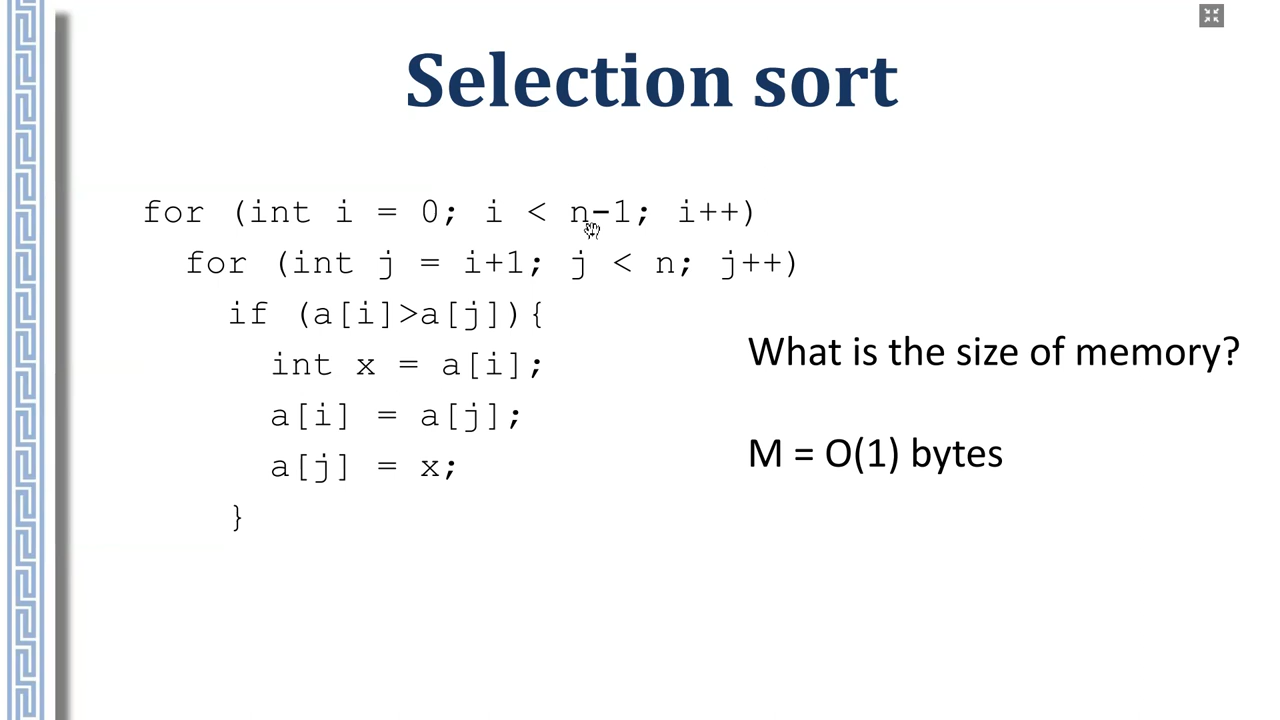 Selection sort
for (int i = 0; i < n-1; i++)
for (int j = i+1; j < n; j++)
if (a[i]>a[j]){
int x = a[i];
a[i] = a[j];
a[j] = x;
}
What is the size of memory?
M = O(1) bytes